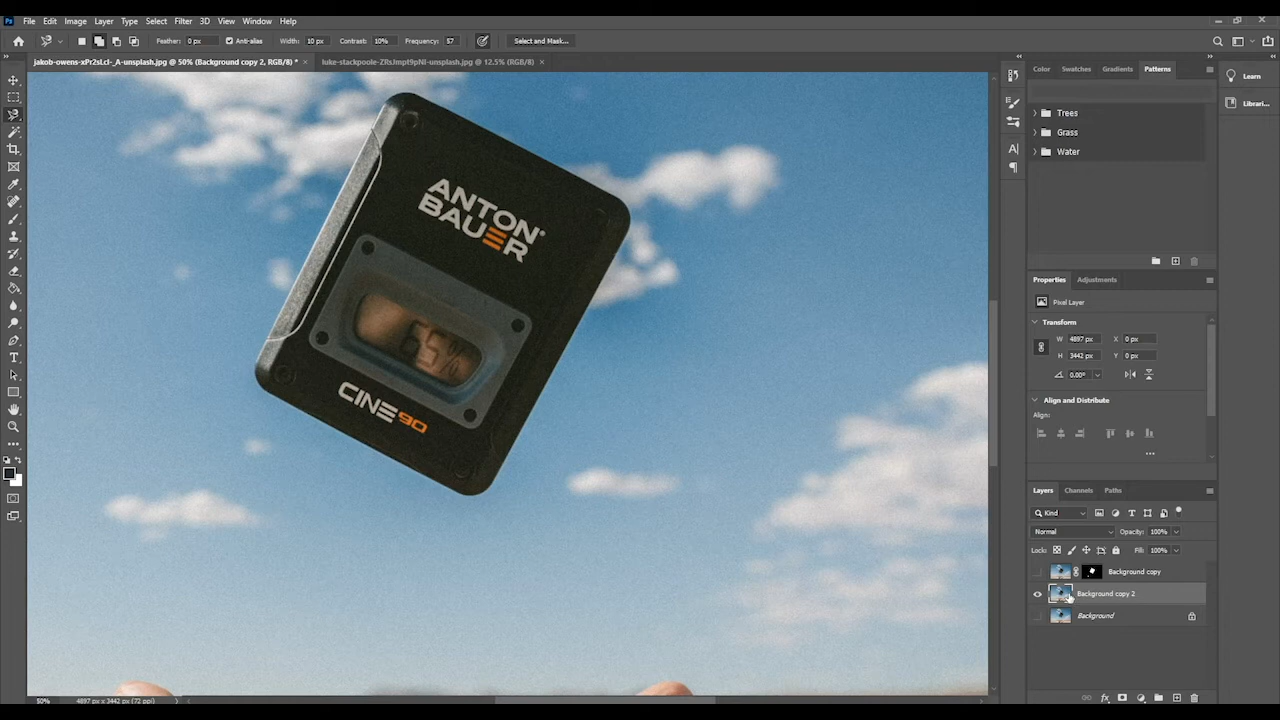 Ps File Edit Image Layer Type Select Filter 3D View Window Help
Feather: 0 px Anti-alias Width: 10 px Contrast: 10% Frequency: 57 Select and Mask...
jakob-owens-xPr2sLcI-_A-unsplash.jpg @ 50% (Background copy 2, RGB/8) * ×
luke-stackpoole-ZRsJmpt9pNI-unsplash.jpg @ 12.5% (RGB/8) ×
Color Swatches Gradients Patterns
Learn
Librari...
Trees
Grass
Water
ANTON
BAUER
CINE90
Properties Adjustments
Pixel Layer
Transform
W 4897 px X 0 px
H 3442 px Y 0 px
0.00°
Align and Distribute
Align:
...
Layers Channels Paths
Kind
Normal Opacity: 100%
Lock: Fill: 100%
Background copy
Background copy 2
Background
50% 4897 px x 3442 px (72 ppi)